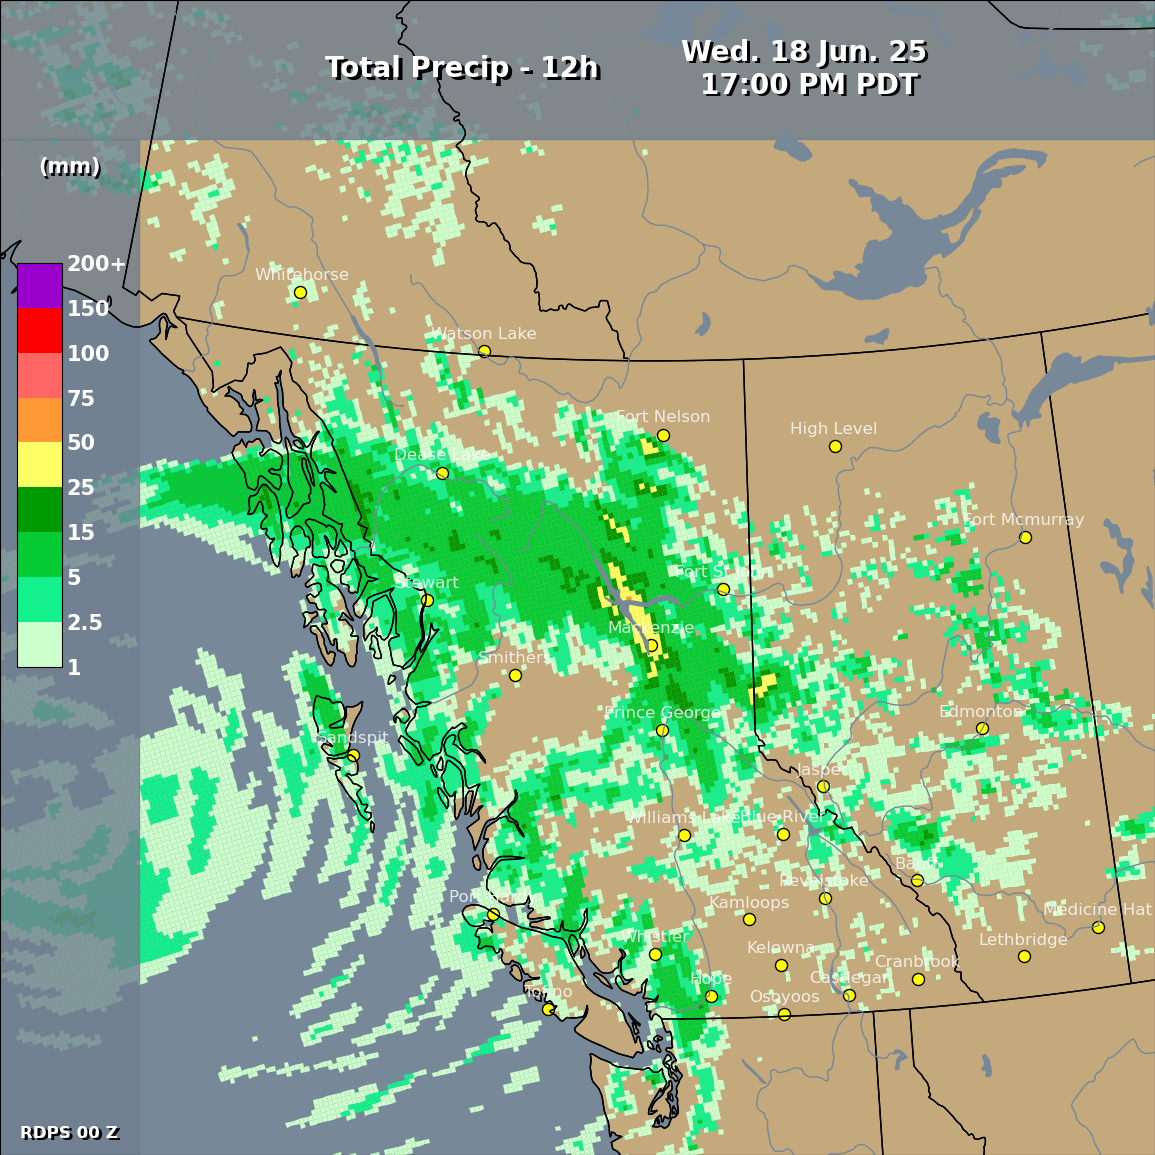 Total Precip - 12h
Wed. 18 Jun. 25
17:00 PM PDT
(mm)
200+
150
100
75
50
25
15
5
2.5
1
Whitehorse
Watson Lake
Fort Nelson
High Level
Dease Lake
Fort Mcmurray
Fort St John
Stewart
Mackenzie
Smithers
Prince George
Edmonton
Sandspit
Jasper
Williams Lake
Blue River
Banff
Revelstoke
Port Hardy
Kamloops
Medicine Hat
Whistler
Kelowna
Lethbridge
Cranbrook
Hope
Castlegar
Tofino
Osoyoos
RDPS 00 Z